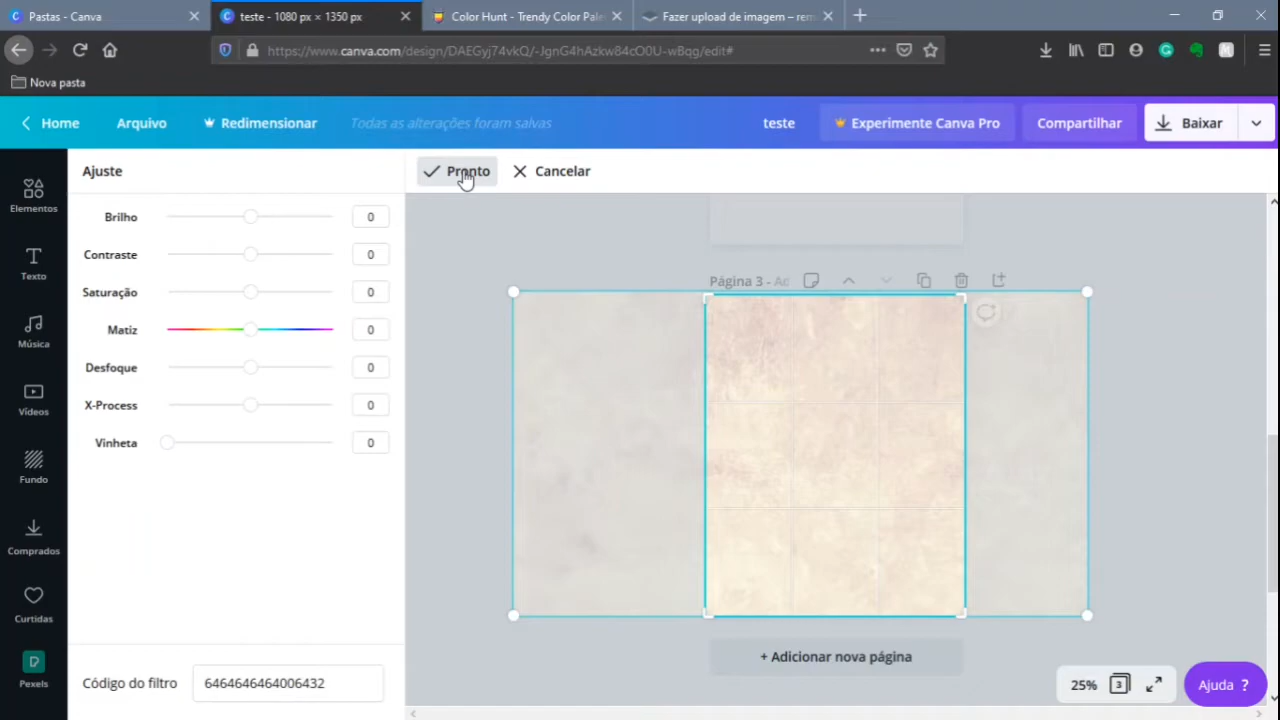 Pastas - Canva
teste - 1080 px × 1350 px
Color Hunt - Trendy Color Pale
Fazer upload de imagem – rem
https://www.canva.com/design/DAEGyj74vkQ/-JgnG4hAzkw84cO0U-wBqg/edit#
Nova pasta
Home
Arquivo
Redimensionar
Todas as alterações foram salvas
teste
Experimente Canva Pro
Compartilhar
Baixar
Elementos
Texto
Música
Vídeos
Fundo
Comprados
Curtidas
Pexels
Ajuste
Pronto
Cancelar
Brilho 0
Contraste 0
Saturação 0
Matiz 0
Desfoque 0
X-Process 0
Vinheta 0
Código do filtro 6464646464006432
Página 3 - Ad
+ Adicionar nova página
25%
3
Ajuda ?